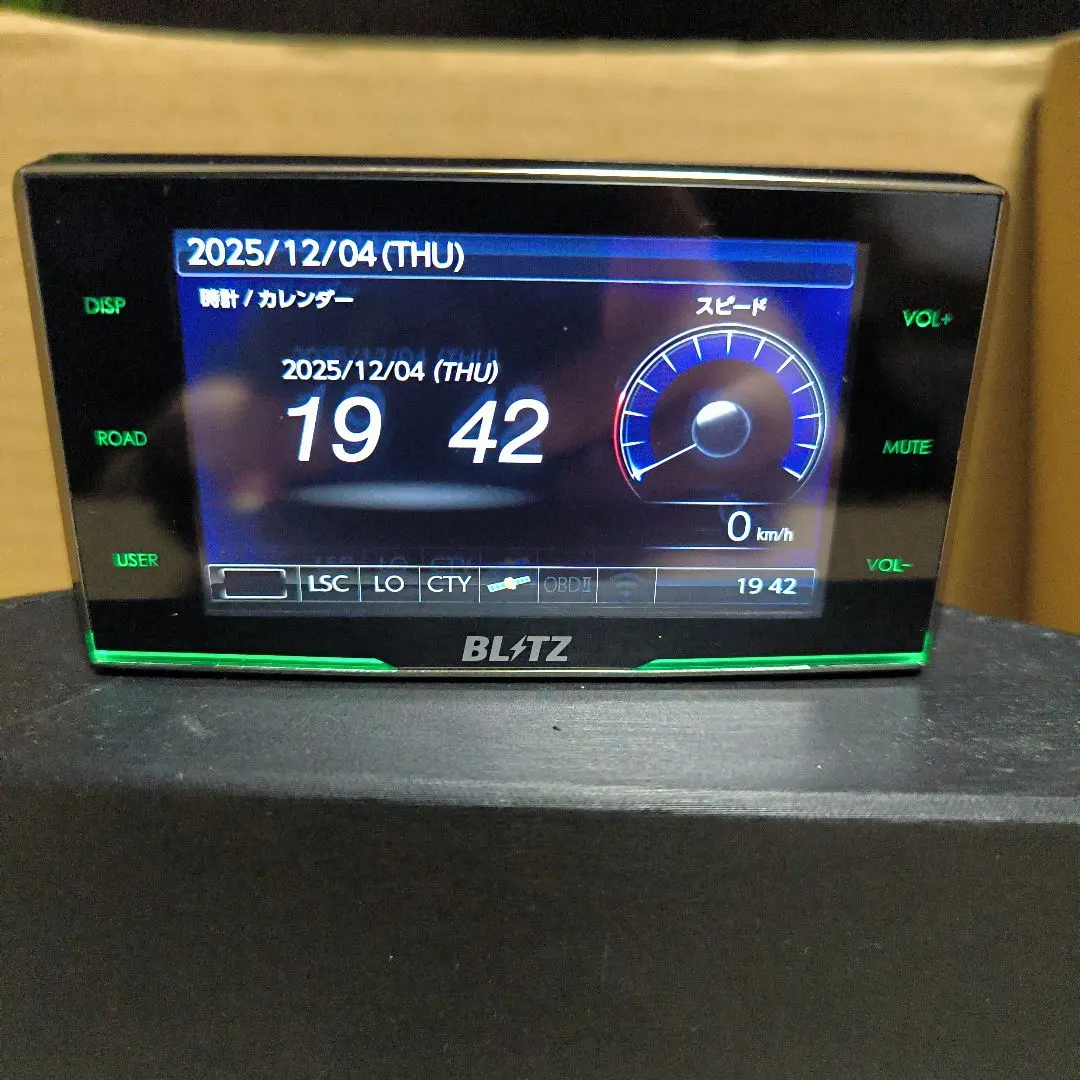 2025/12/04(THU)
時計 / カレンダー
スピード
2025/12/04 (THU)
19 42
0 km/h
LSC LO CTY OBDⅡ 19 42
DISP
ROAD
USER
VOL+
MUTE
VOL-
BLITZ